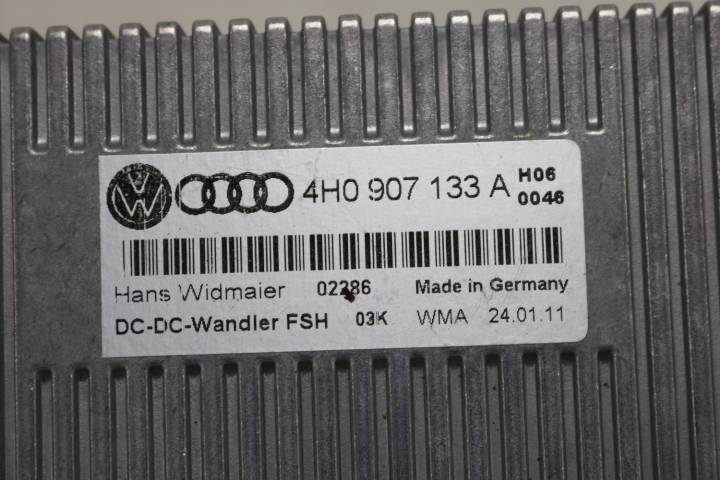 4H0 907 133 A H06
0046
Hans Widmaier 02286 Made in Germany
DC-DC-Wandler FSH 03K WMA 24.01.11